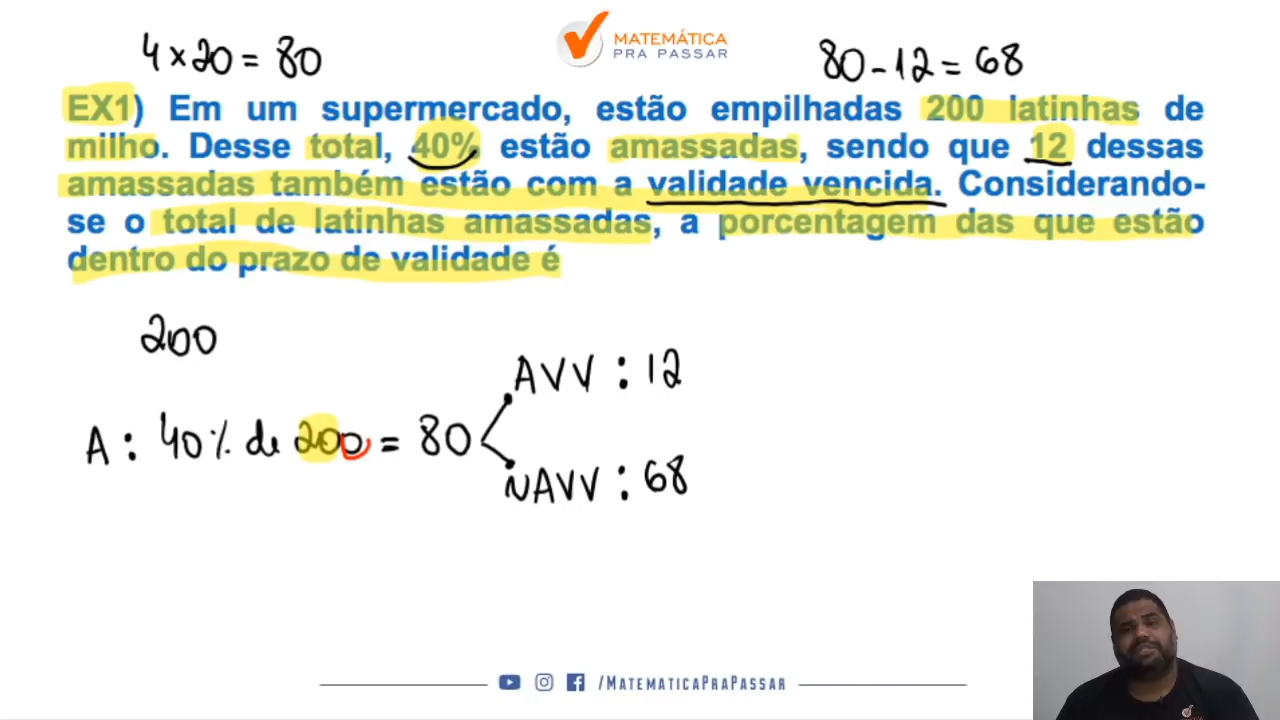 4 x 20 = 80
MATEMÁTICA
PRA PASSAR
80 - 12 = 68
EX1) Em um supermercado, estão empilhadas 200 latinhas de
milho. Desse total, 40% estão amassadas, sendo que 12 dessas
amassadas também estão com a validade vencida. Considerando-
se o total de latinhas amassadas, a porcentagem das que estão
dentro do prazo de validade é
200
A : 40% de 200 = 80
AVV : 12
NAVV : 68
/MATEMATICAPRAPASSAR